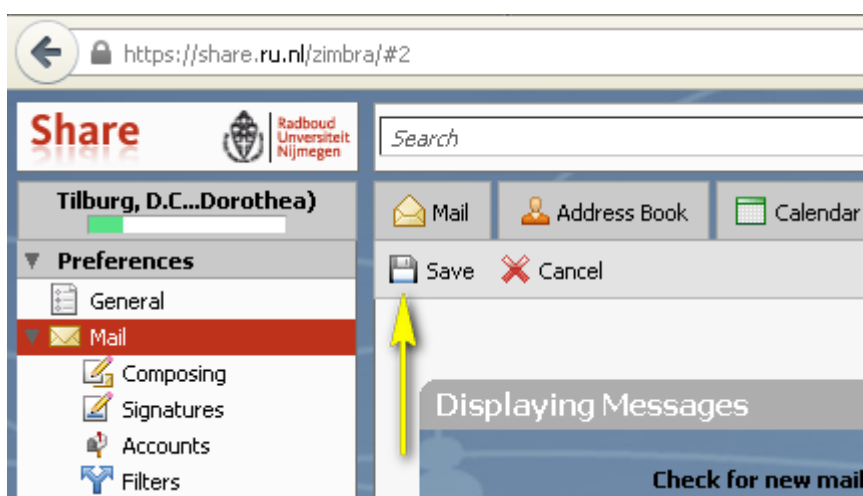 https://share.ru.nl/zimbra/#2
Share
Radboud
Unversiteit
Nijmegen
Search
Tilburg, D.C...Dorothea)
Mail
Address Book
Calendar
Preferences
Save
Cancel
General
Mail
Composing
Displaying Messages
Signatures
Accounts
Filters
Check for new mail